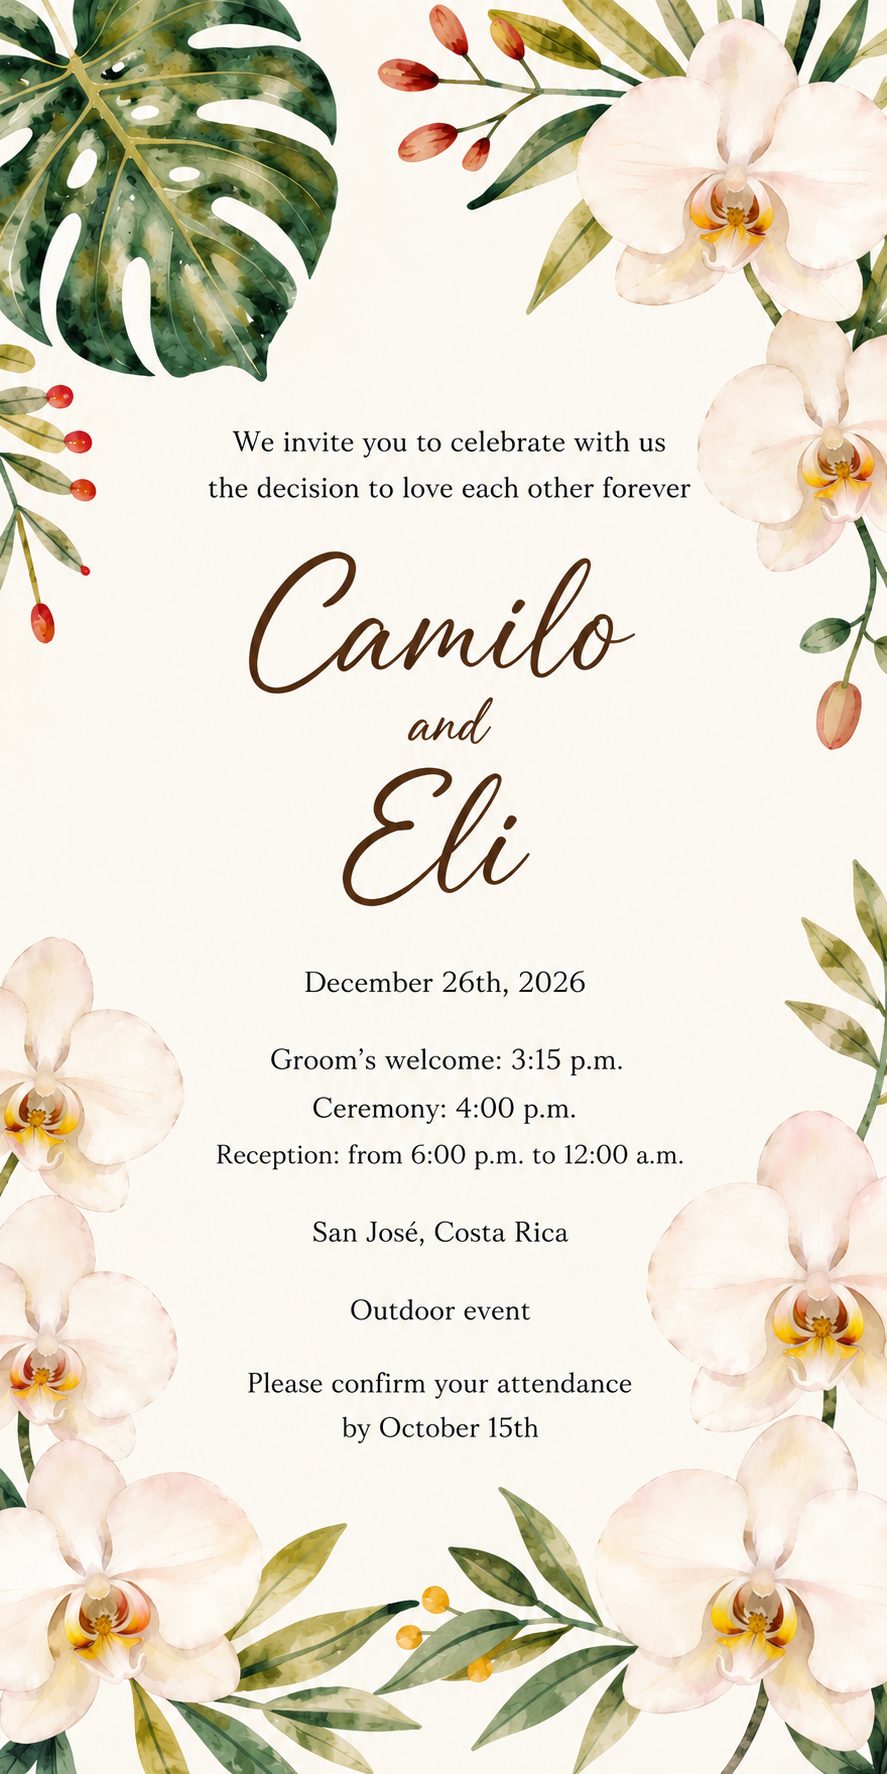 We invite you to celebrate with us
the decision to love each other forever
Camilo
and
Eli
December 26th, 2026
Groom’s welcome: 3:15 p.m.
Ceremony: 4:00 p.m.
Reception: from 6:00 p.m. to 12:00 a.m.
San José, Costa Rica
Outdoor event
Please confirm your attendance
by October 15th